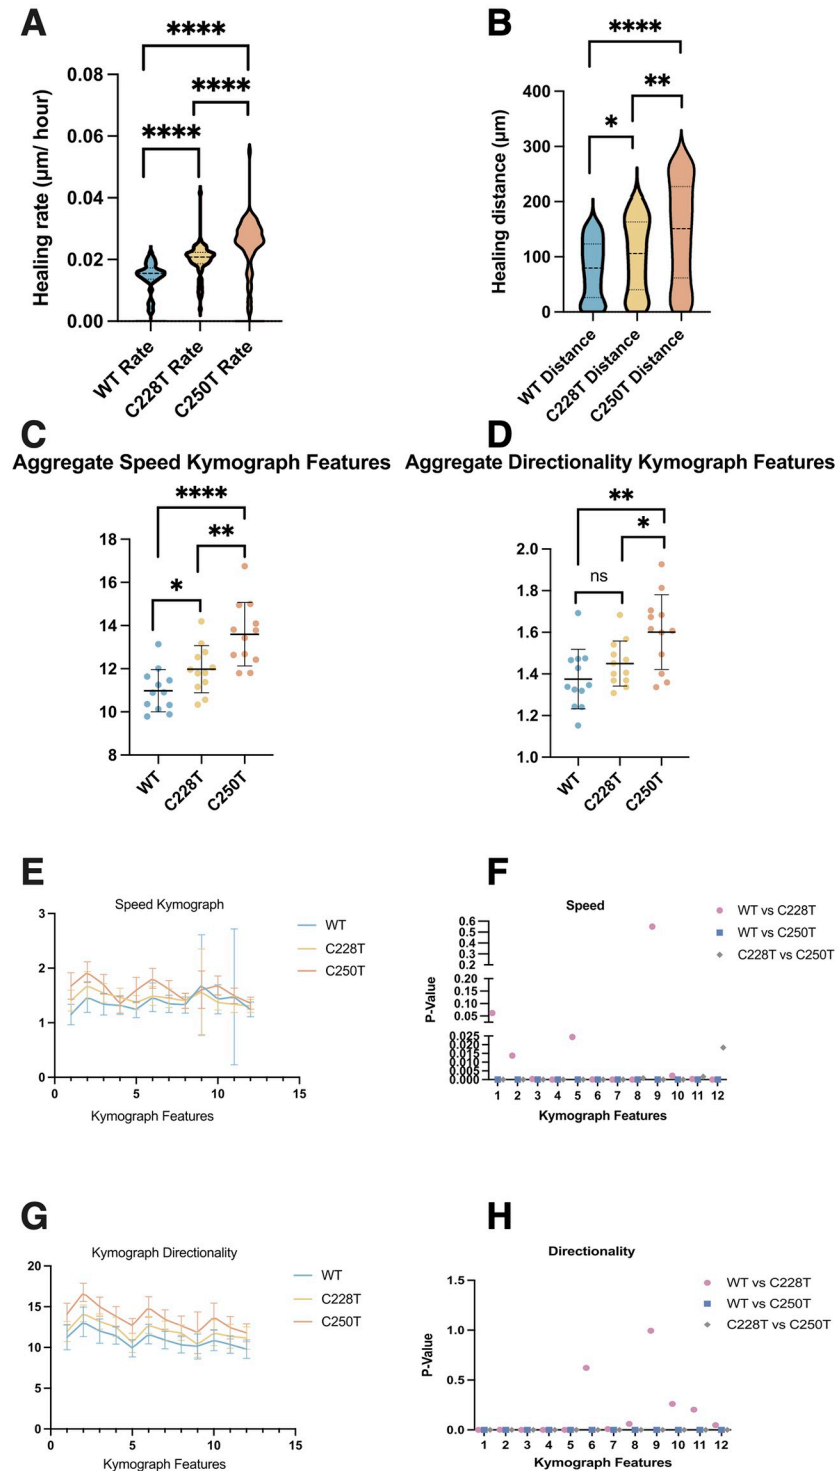 A
****
****
****
0.08
0.06
0.04
0.02
0.00
Healing rate (µm/ hour)
WT Rate
C228T Rate
C250T Rate
B
****
**
*
400
300
200
100
0
Healing distance (µm)
WT Distance
C228T Distance
C250T Distance
C
Aggregate Speed Kymograph Features
****
**
*
18
16
14
12
10
8
WT
C228T
C250T
D
Aggregate Directionality Kymograph Features
**
*
ns
2.0
1.8
1.6
1.4
1.2
1.0
WT
C228T
C250T
E
Speed Kymograph
3
2
1
0
0 5 10 15
Kymograph Features
WT
C228T
C250T
F
Speed
P-Value
0.6
0.5
0.4
0.3
0.2
0.20
0.15
0.10
0.05
0.025
0.020
0.015
0.010
0.005
0.000
1 2 3 4 5 6 7 8 9 10 11 12
Kymograph Features
WT vs C228T
WT vs C250T
C228T vs C250T
G
Kymograph Directionality
20
15
10
5
0
0 5 10 15
Kymograph Features
WT
C228T
C250T
H
Directionality
P-Value
1.5
1.0
0.5
0.0
1 2 3 4 5 6 7 8 9 10 11 12
Kymograph Features
WT vs C228T
WT vs C250T
C228T vs C250T